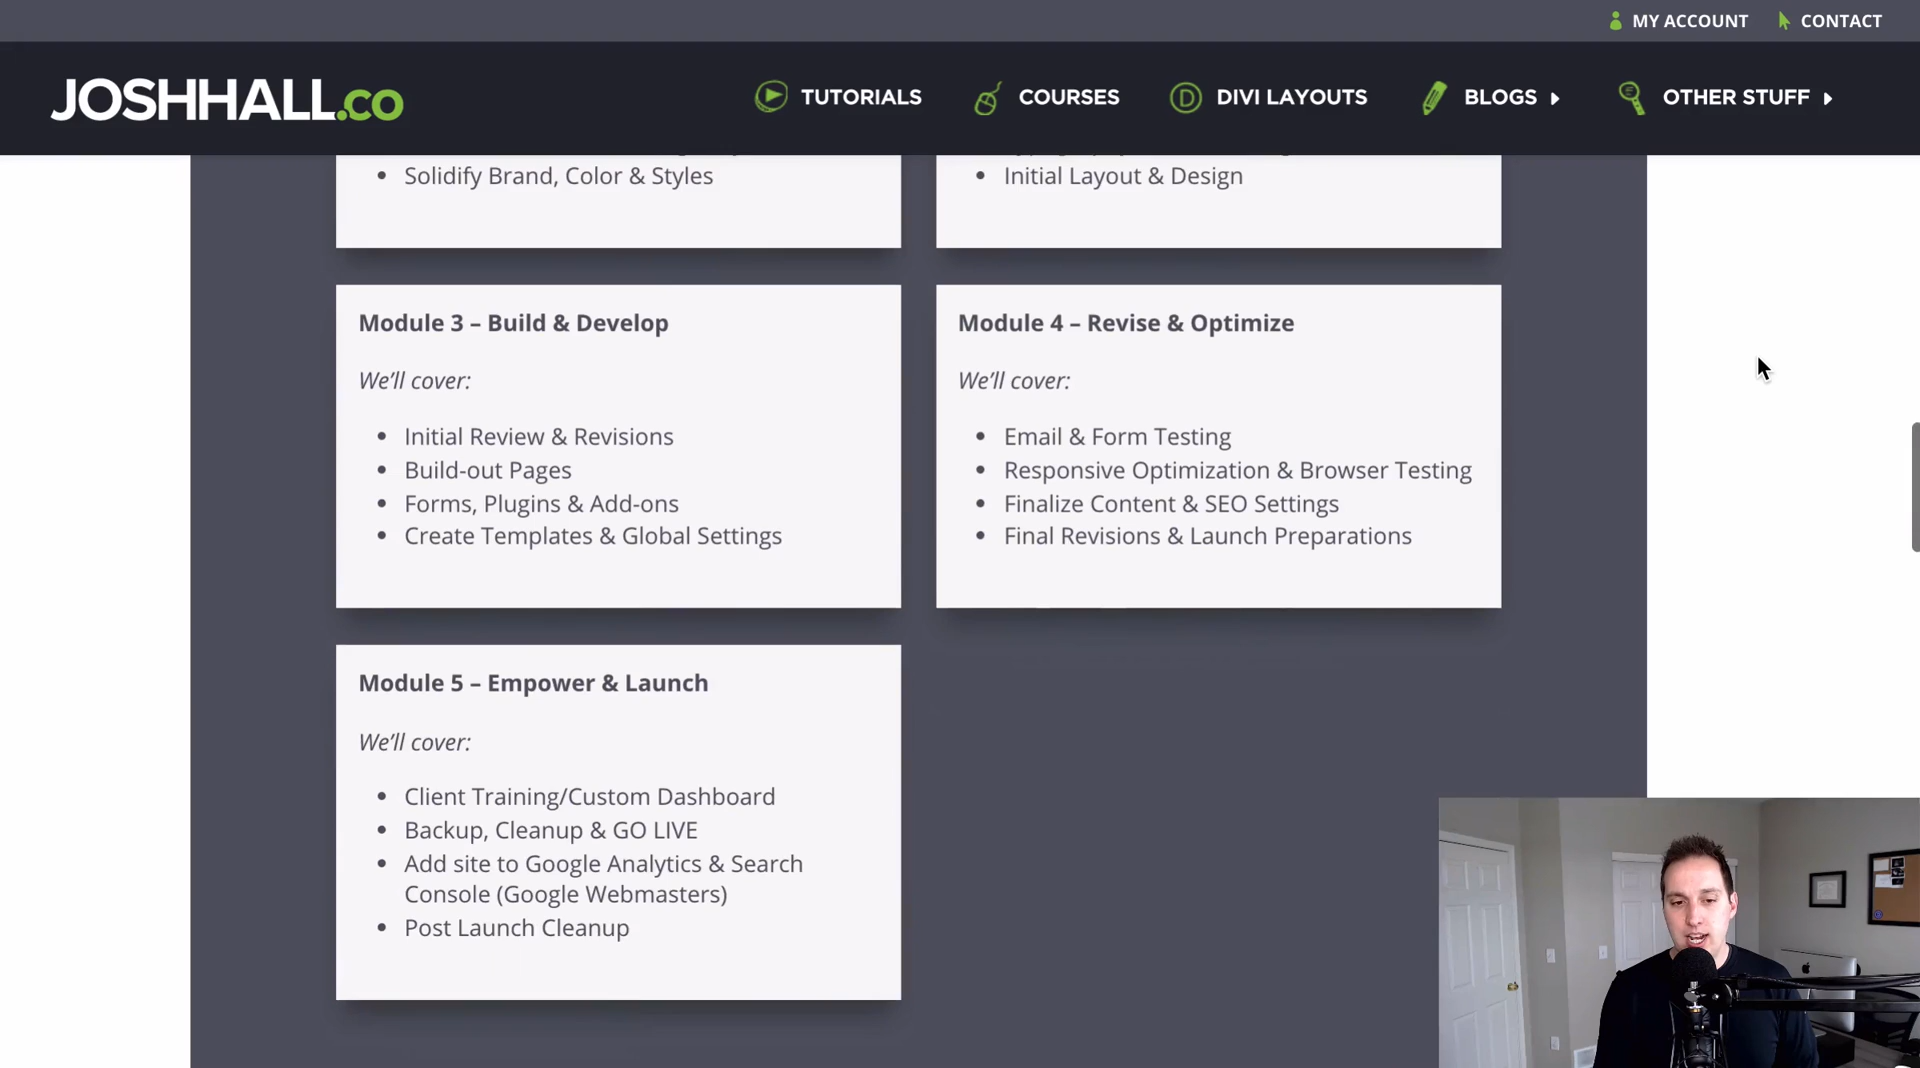 MY ACCOUNT
CONTACT
JOSHHALL.CO
TUTORIALS
COURSES
DIVI LAYOUTS
BLOGS
OTHER STUFF
• Solidify Brand, Color & Styles
• Initial Layout & Design
Module 3 – Build & Develop
We'll cover:
• Initial Review & Revisions
• Build-out Pages
• Forms, Plugins & Add-ons
• Create Templates & Global Settings
Module 4 – Revise & Optimize
We'll cover:
• Email & Form Testing
• Responsive Optimization & Browser Testing
• Finalize Content & SEO Settings
• Final Revisions & Launch Preparations
Module 5 – Empower & Launch
We'll cover:
• Client Training/Custom Dashboard
• Backup, Cleanup & GO LIVE
• Add site to Google Analytics & Search
Console (Google Webmasters)
• Post Launch Cleanup